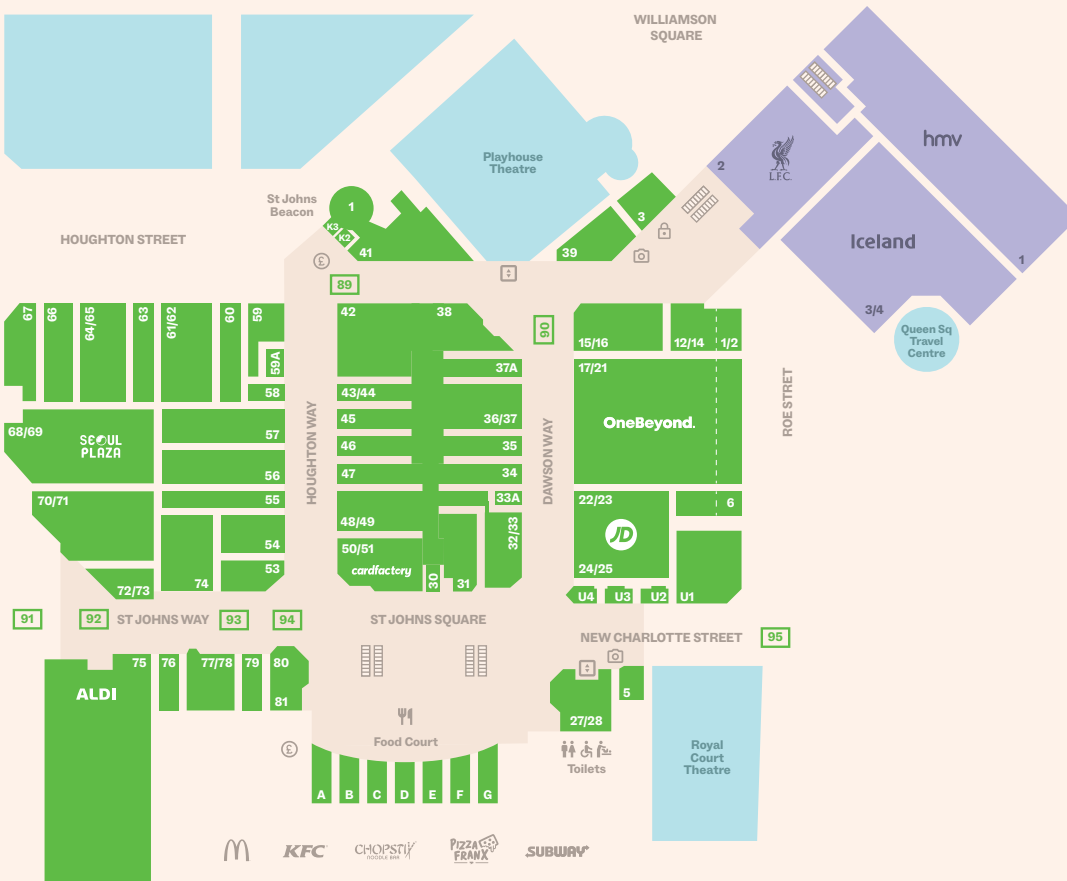 WILLIAMSON
SQUARE
hmv
1
2
L.F.C.
Iceland
3/4
Queen Sq
Travel
Centre
Playhouse
Theatre
St Johns
Beacon
1
K3
K2
41
£
3
39
HOUGHTON STREET
89
90
67
66
64/65
63
61/62
60
59
59A
58
42
38
37A
43/44
45
36/37
46
35
47
34
33A
48/49
32/33
50/51
cardfactory
30
31
15/16
12/14
1/2
17/21
OneBeyond.
22/23
JD
24/25
6
U4
U3
U2
U1
ROE STRET
HOUGHTON WAY
DAWSON WAY
68/69
SEOUL
PLAZA
57
56
55
70/71
54
53
74
72/73
91
92
ST JOHNS WAY
93
94
ST JOHNS SQUARE
NEW CHARLOTTE STREET
95
75
ALDI
76
77/78
79
80
81
5
27/28
Toilets
Royal
Court
Theatre
£
Food Court
A
B
C
D
E
F
G
M
KFC
CHOPSTIX
NOODLE BAR
PIZZA
FRANX
SUBWAY